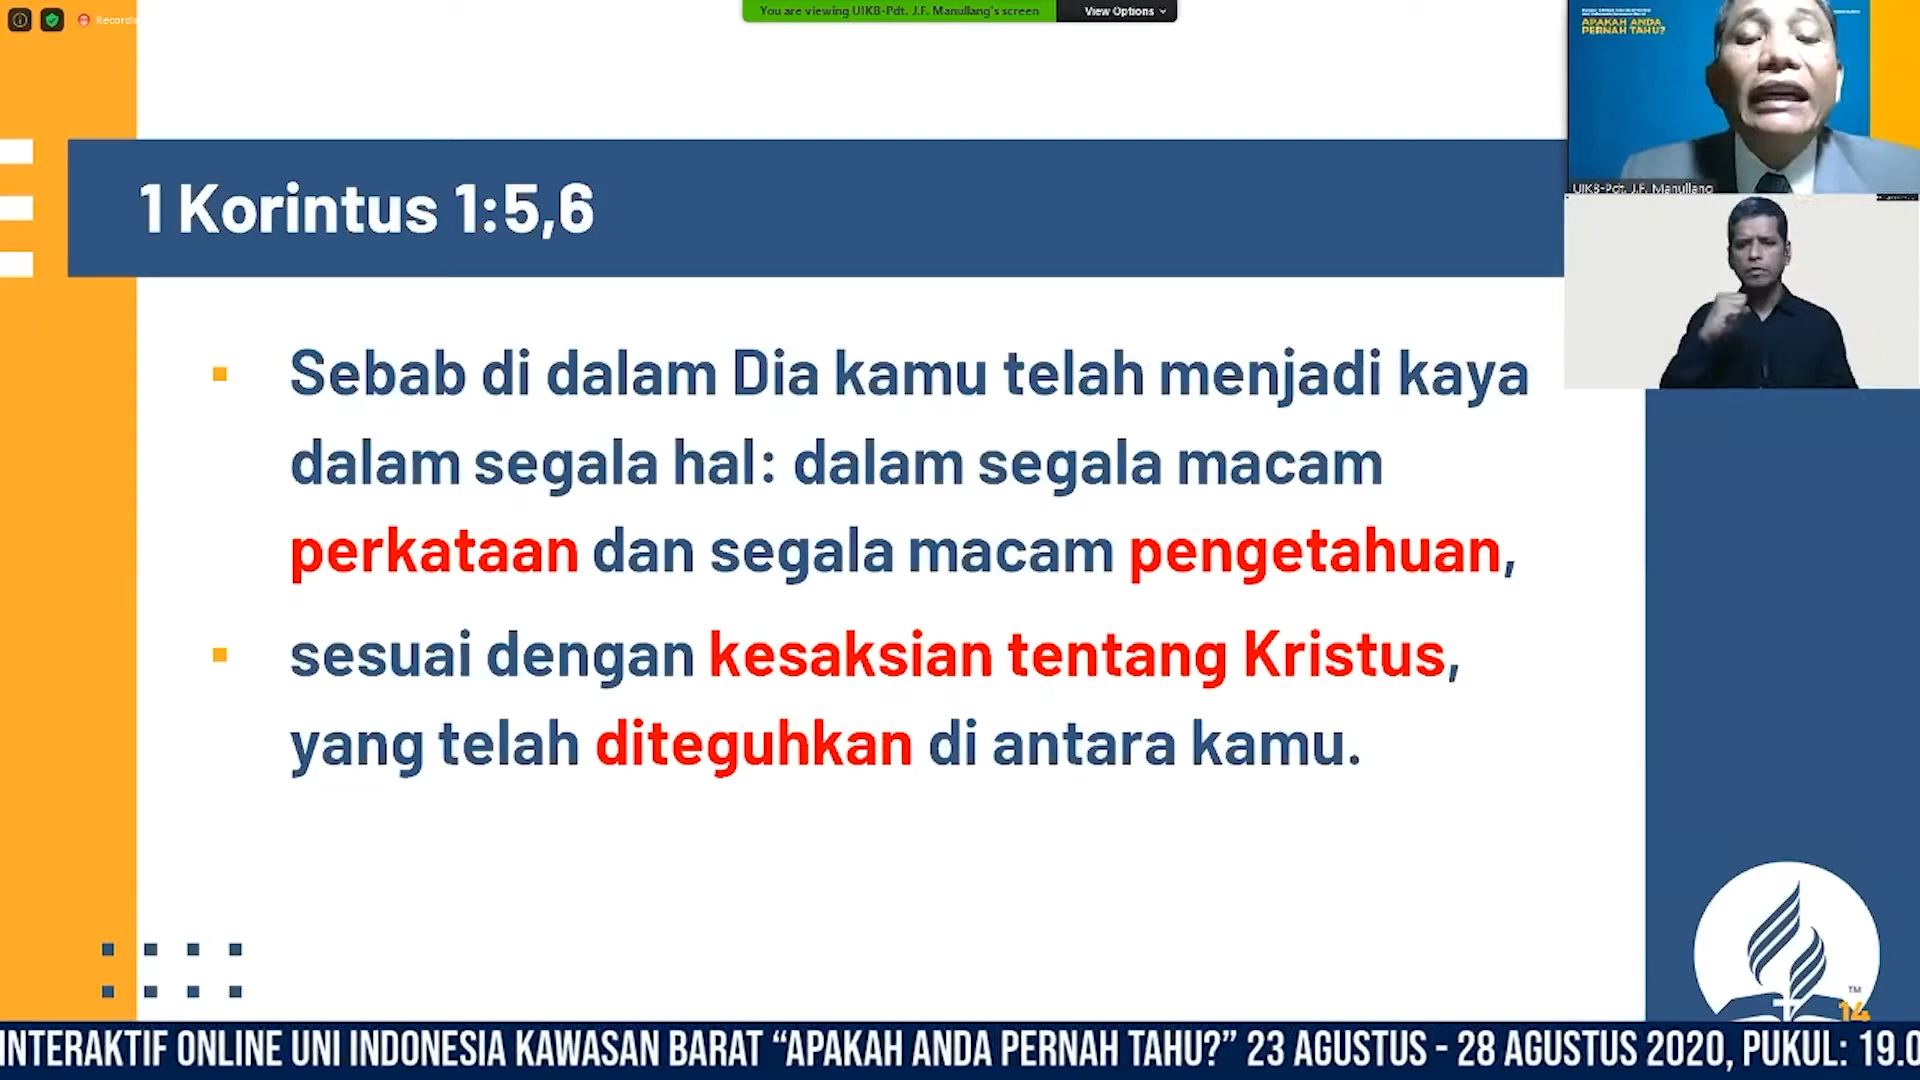 Recordi
You are viewing UIKB-Pdt. J.F. Manullang's screen
View Options
APAKAH ANDA
PERNAH TAHU?
UIKB-Pdt. J.F. Manullang
1 Korintus 1:5,6
Sebab di dalam Dia kamu telah menjadi kaya
dalam segala hal: dalam segala macam
perkataan dan segala macam pengetahuan,
sesuai dengan kesaksian tentang Kristus,
yang telah diteguhkan di antara kamu.
TM
14
INTERAKTIF ONLINE UNI INDONESIA KAWASAN BARAT “APAKAH ANDA PERNAH TAHU?” 23 AGUSTUS - 28 AGUSTUS 2020, PUKUL: 19.0